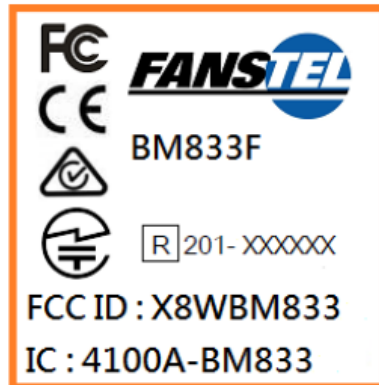 FC
CE
FANSTEL
BM833F
R 201- XXXXXX
FCC ID : X8WBM833
IC : 4100A-BM833